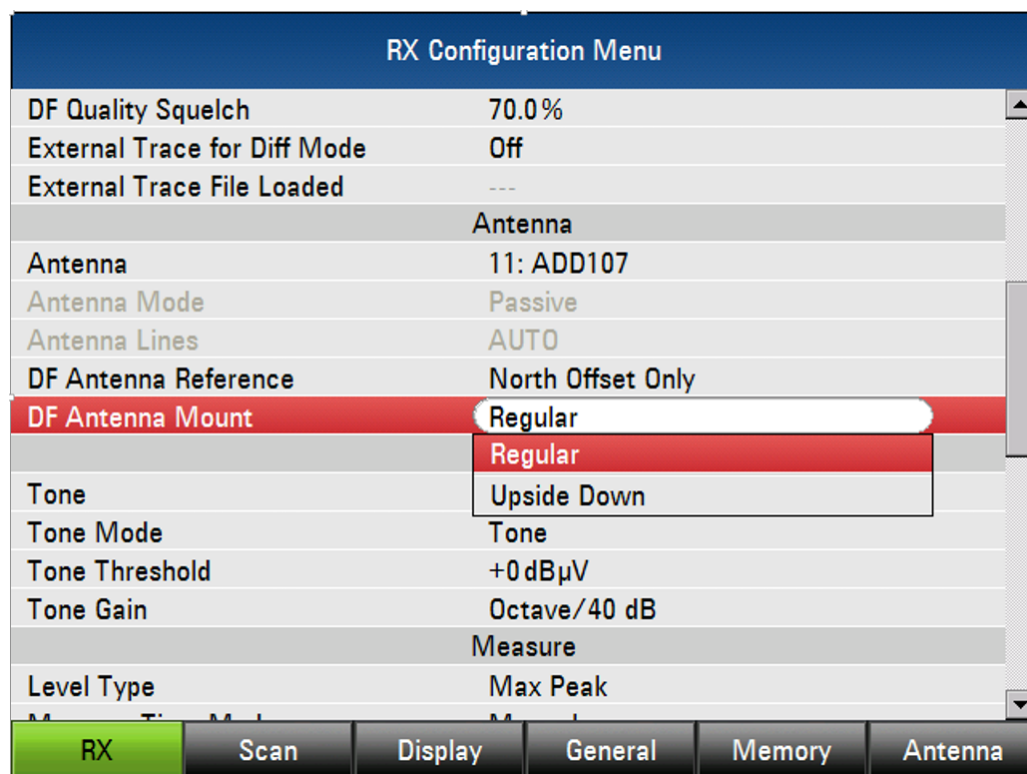 RX Configuration Menu
DF Quality Squelch 70.0%
External Trace for Diff Mode Off
External Trace File Loaded ---
Antenna
Antenna 11: ADD107
Antenna Mode Passive
Antenna Lines AUTO
DF Antenna Reference North Offset Only
DF Antenna Mount Regular
Regular
Tone Upside Down
Tone Mode Tone
Tone Threshold +0dBµV
Tone Gain Octave/40 dB
Measure
Level Type Max Peak
RX Scan Display General Memory Antenna